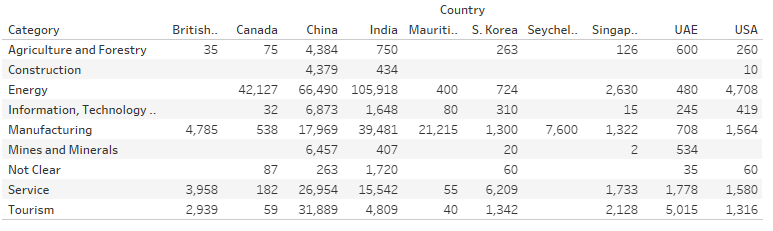 Country
Category British.. Canada China India Mauriti.. S. Korea Seychel.. Singap.. UAE USA
Agriculture and Forestry 35 75 4,384 750 263 126 600 260
Construction 4,379 434 10
Energy 42,127 66,490 105,918 400 724 2,630 480 4,708
Information, Technology .. 32 6,873 1,648 80 310 15 245 419
Manufacturing 4,785 538 17,969 39,481 21,215 1,300 7,600 1,322 708 1,564
Mines and Minerals 6,457 407 20 2 534
Not Clear 87 263 1,720 60 35 60
Service 3,958 182 26,954 15,542 55 6,209 1,733 1,778 1,580
Tourism 2,939 59 31,889 4,809 40 1,342 2,128 5,015 1,316